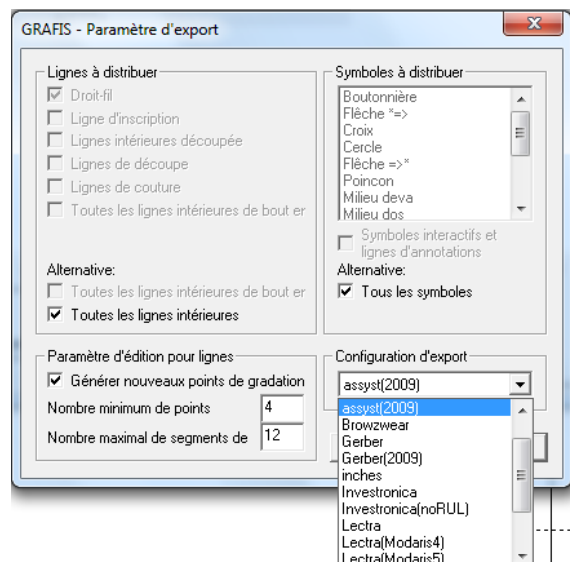 GRAFIS - Paramètre d'export
Lignes à distribuer
Droit-fil
Ligne d'inscription
Lignes intérieures découpée
Lignes de découpe
Lignes de couture
Toutes les lignes intérieures de bout er
Alternative:
Toutes les lignes intérieures de bout er
Toutes les lignes intérieures
Symboles à distribuer
Boutonnière
Flêche *=>
Croix
Cercle
Flêche =>*
Poincon
Milieu deva
Milieu dos
Symboles interactifs et
lignes d'annotations
Alternative:
Tous les symboles
Paramètre d'édition pour lignes
Générer nouveaux points de gradation
Nombre minimum de points
4
Nombre maximal de segments de
12
Configuration d'export
assyst(2009)
assyst(2009)
Browzwear
Gerber
Gerber(2009)
inches
Investronica
Investronica(noRUL)
Lectra
Lectra(Modaris4)
Lectra(Modaris5)